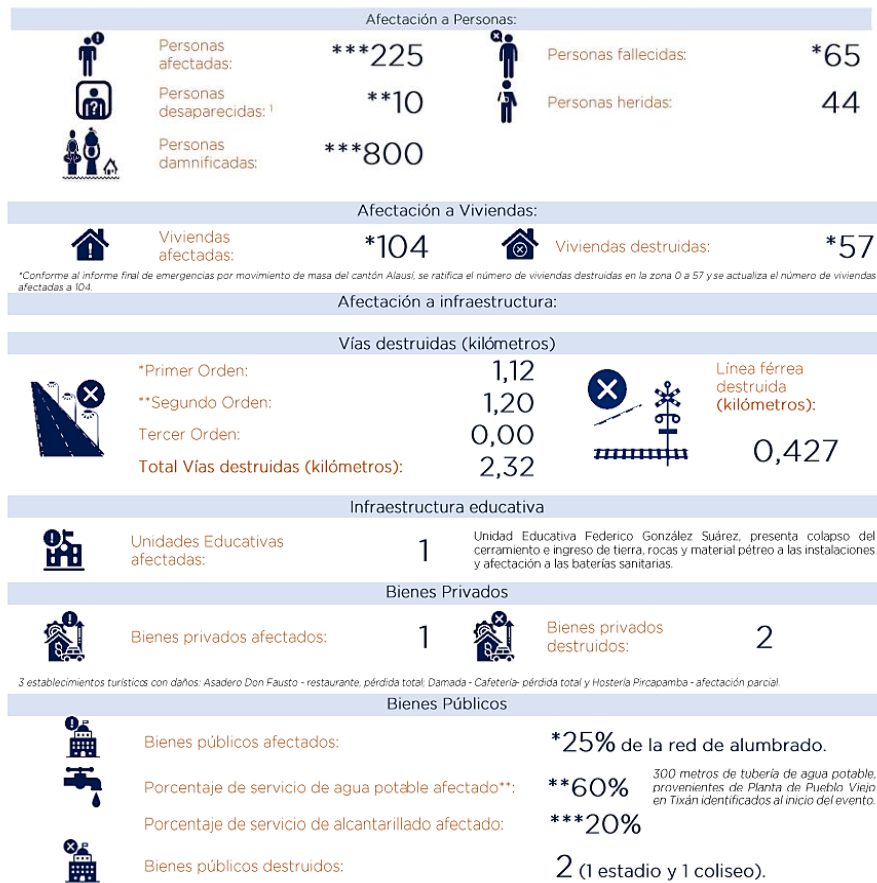 Afectación a Personas:
Personas afectadas: ***225
Personas fallecidas: *65
Personas desaparecidas: ¹ **10
Personas heridas: 44
Personas damnificadas: ***800
Afectación a Viviendas:
Viviendas afectadas: *104
Viviendas destruidas: *57
*Conforme al informe final de emergencias por movimiento de masa del cantón Alausí, se ratifica el número de viviendas destruidas en la zona 0 a 57 y se actualiza el número de viviendas
afectadas a 104.
Afectación a infraestructura:
Vías destruidas (kilómetros)
*Primer Orden: 1,12
**Segundo Orden: 1,20
Tercer Orden: 0,00
Total Vías destruidas (kilómetros): 2,32
Línea férrea
destruida
(kilómetros):
0,427
Infraestructura educativa
Unidades Educativas
afectadas:
1
Unidad Educativa Federico González Suárez, presenta colapso del
cerramiento e ingreso de tierra, rocas y material pétreo a las instalaciones
y afectación a las baterías sanitarias.
Bienes Privados
Bienes privados afectados: 1
Bienes privados
destruidos:
2
3 establecimientos turísticos con daños: Asadero Don Fausto - restaurante, pérdida total; Damada - Cafetería- pérdida total y Hostería Pircapamba - afectación parcial.
Bienes Públicos
Bienes públicos afectados: *25% de la red de alumbrado.
Porcentaje de servicio de agua potable afectado**: **60%
300 metros de tubería de agua potable,
provenientes de Planta de Pueblo Viejo
en Tixán identificados al inicio del evento.
Porcentaje de servicio de alcantarillado afectado: ***20%
Bienes públicos destruidos: 2 (1 estadio y 1 coliseo).